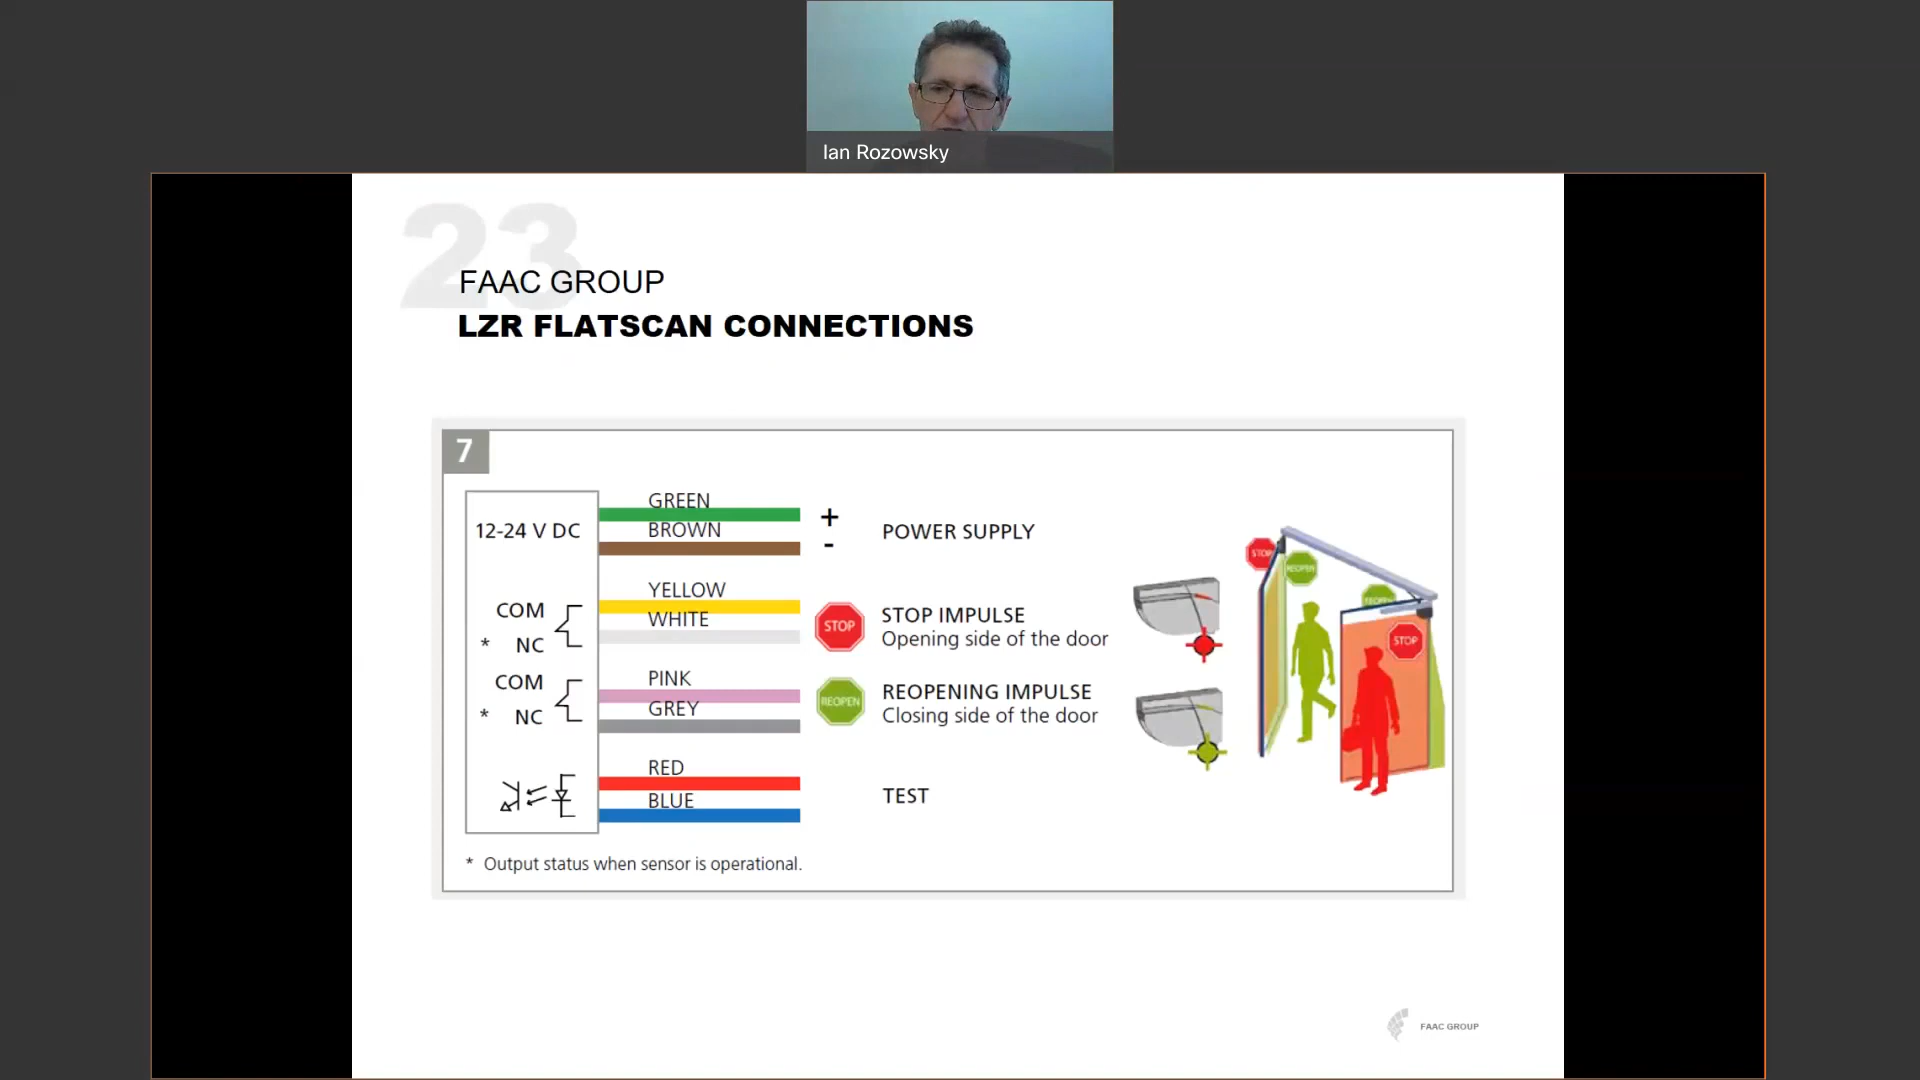 Ian Rozowsky
23
FAAC GROUP
LZR FLATSCAN CONNECTIONS
7
12-24 V DC
GREEN
BROWN
+
-
POWER SUPPLY
COM
* NC
YELLOW
WHITE
STOP
STOP IMPULSE
Opening side of the door
COM
* NC
PINK
GREY
REOPEN
REOPENING IMPULSE
Closing side of the door
RED
BLUE
TEST
STOP
REOPEN
REOPEN
STOP
* Output status when sensor is operational.
FAAC GROUP